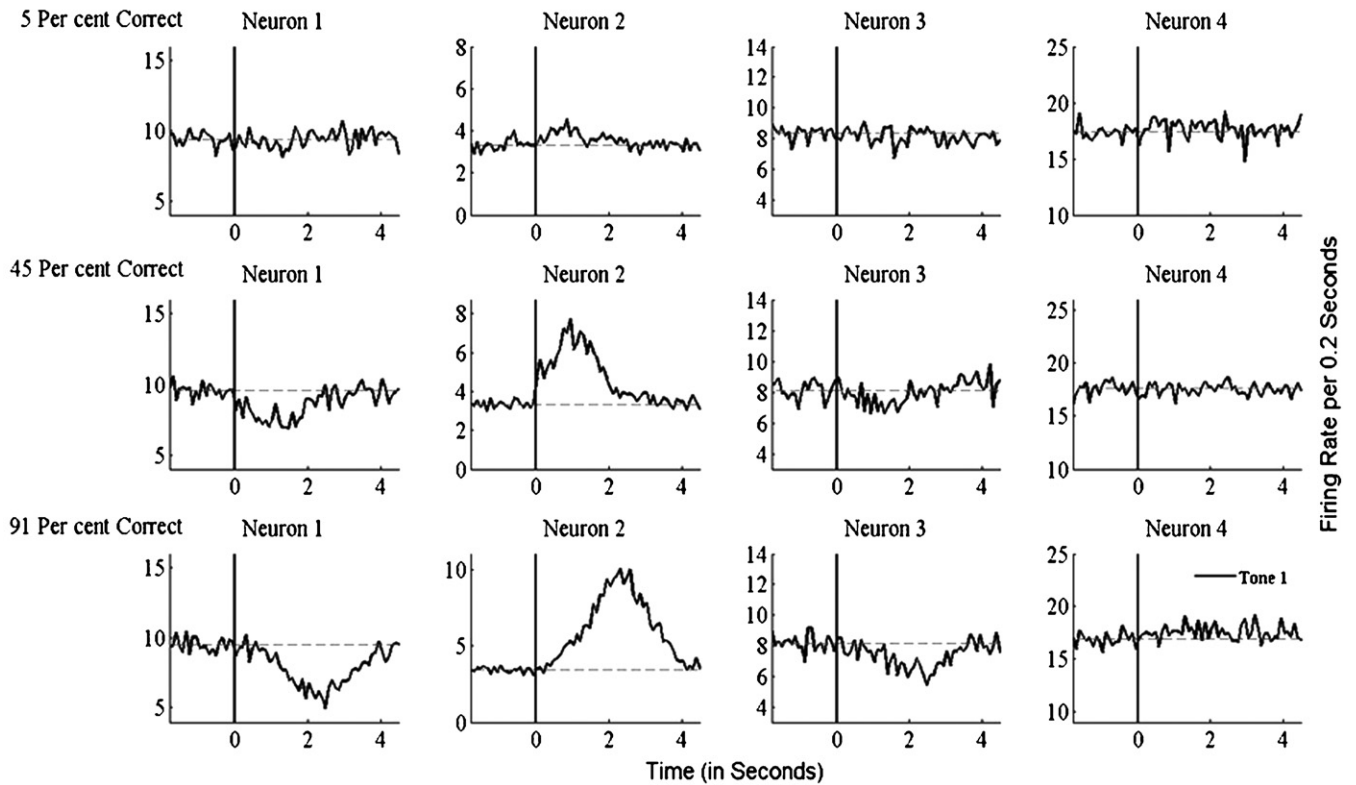 5 Per cent Correct
Neuron 1
Neuron 2
Neuron 3
Neuron 4
15
10
5
0 2 4
8
6
4
2
0
0 2 4
14
12
10
8
6
4
0 2 4
25
20
15
10
0 2 4
45 Per cent Correct
Neuron 1
Neuron 2
Neuron 3
Neuron 4
15
10
5
0 2 4
8
6
4
2
0
0 2 4
14
12
10
8
6
4
0 2 4
25
20
15
10
0 2 4
91 Per cent Correct
Neuron 1
Neuron 2
Neuron 3
Neuron 4
15
10
5
0 2 4
10
5
0
0 2 4
14
12
10
8
6
4
0 2 4
25
20
15
10
0 2 4
Tone 1
Time (in Seconds)
Firing Rate per 0.2 Seconds